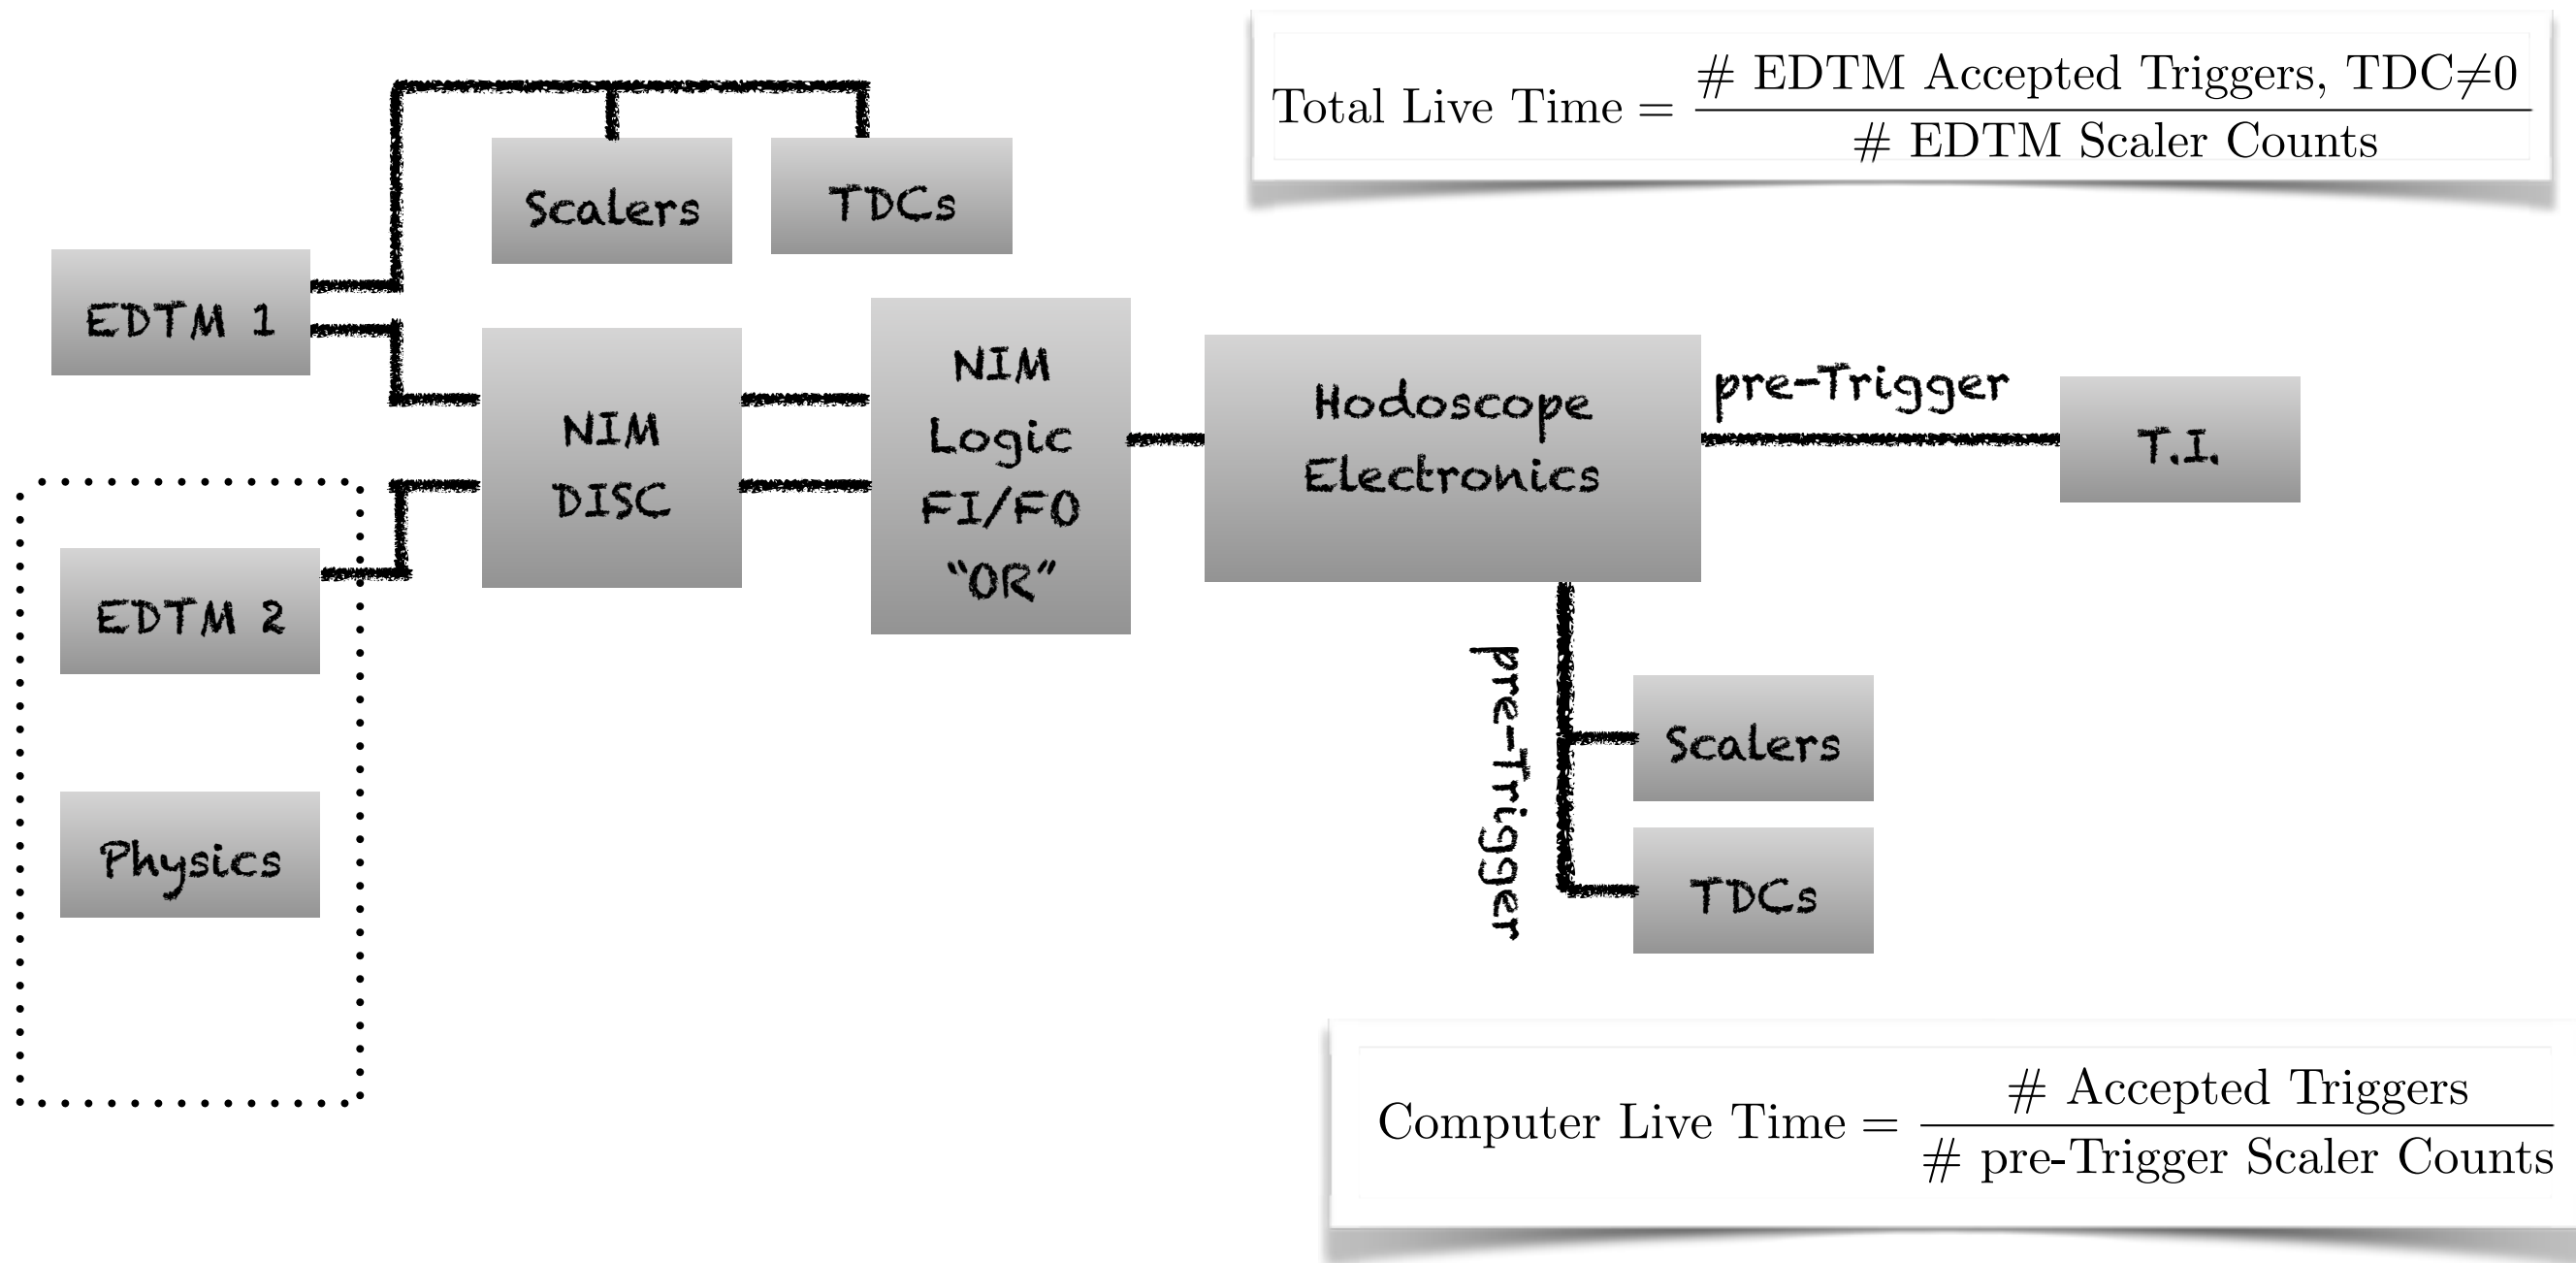 Total Live Time = # EDTM Accepted Triggers, TDC≠0 / # EDTM Scaler Counts
Scalers
TDCs
EDTM 1
NIM
DISC
NIM
Logic
FI/FO
"OR"
Hodoscope
Electronics
pre-Trigger
T.I.
EDTM 2
Physics
pre-Trigger
Scalers
TDCs
Computer Live Time = # Accepted Triggers / # pre-Trigger Scaler Counts